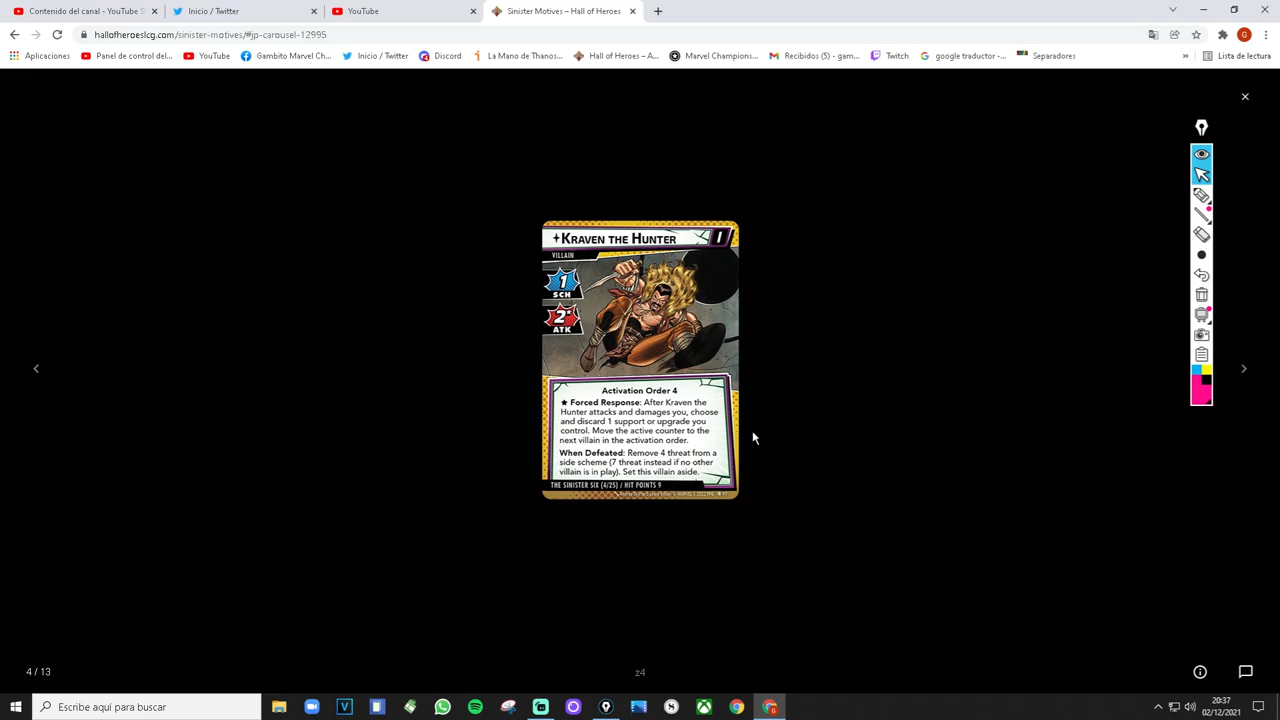 Contenido del canal - YouTube S
Inicio / Twitter
YouTube
Sinister Motives – Hall of Heroes
hallofheroeslcg.com/sinister-motives/#jp-carousel-12995
Aplicaciones
Panel de control del...
YouTube
Gambito Marvel Ch...
Inicio / Twitter
Discord
La Mano de Thanos...
Hall of Heroes – A...
Marvel Champions...
Recibidos (5) - gam...
Twitch
google traductor -...
Separadores
»
Lista de lectura
G
KRAVEN THE HUNTER
I
VILLAIN
1
SCH
2*
ATK
Activation Order 4
★ Forced Response: After Kraven the
Hunter attacks and damages you, choose
and discard 1 support or upgrade you
control. Move the active counter to the
next villain in the activation order.
When Defeated: Remove 4 threat from a
side scheme (7 threat instead if no other
villain is in play). Set this villain aside.
THE SINISTER SIX (4/25) / HIT POINTS 9
4 / 13
z4
Escribe aquí para buscar
20:37
02/12/2021